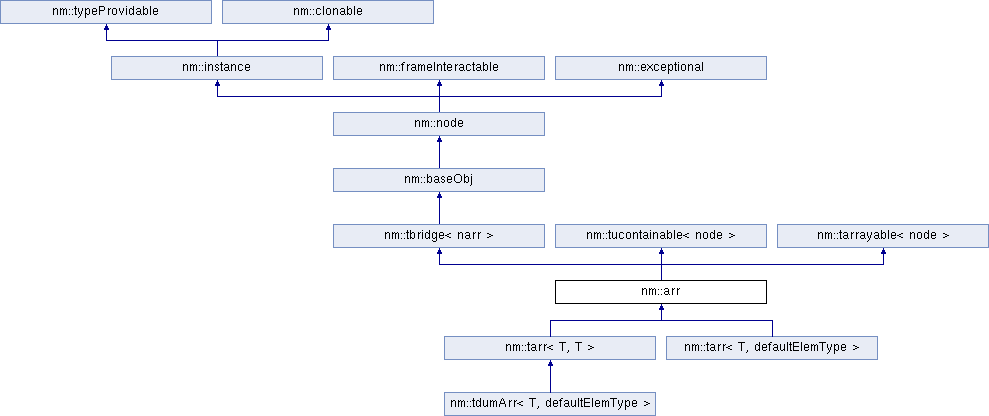 nm::typeProvidable
nm::clonable
nm::instance
nm::frameInteractable
nm::exceptional
nm::node
nm::baseObj
nm::tbridge< narr >
nm::tucontainable< node >
nm::tarrayable< node >
nm::arr
nm::tarr< T, T >
nm::tarr< T, defaultElemType >
nm::tdumArr< T, defaultElemType >